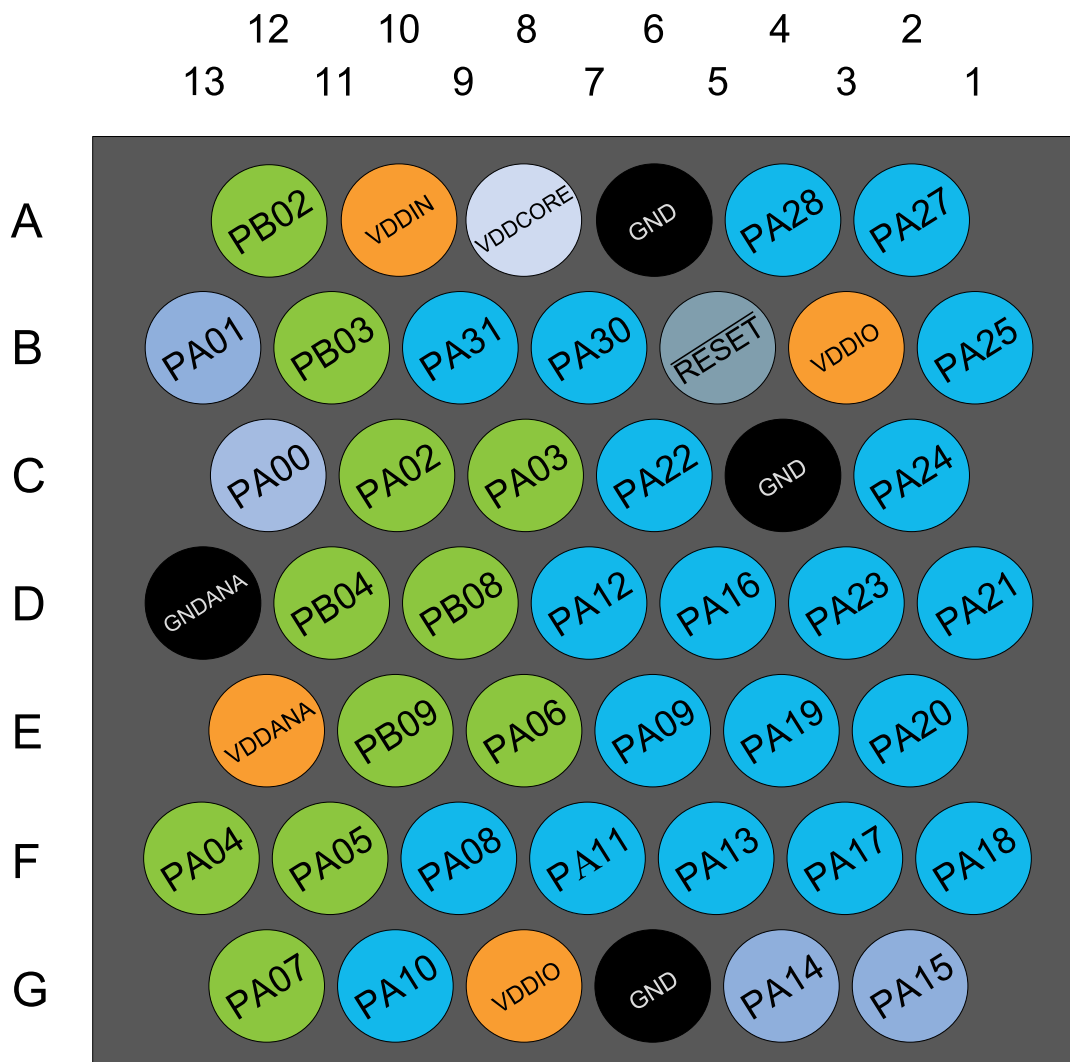 12 10 8 6 4 2
13 11 9 7 5 3 1
A PB02 VDDIN VDDCORE GND PA28 PA27
B PA01 PB03 PA31 PA30 RESET VDDIO PA25
C PA00 PA02 PA03 PA22 GND PA24
D GNDANA PB04 PB08 PA12 PA16 PA23 PA21
E VDDANA PB09 PA06 PA09 PA19 PA20
F PA04 PA05 PA08 PA11 PA13 PA17 PA18
G PA07 PA10 VDDIO GND PA14 PA15